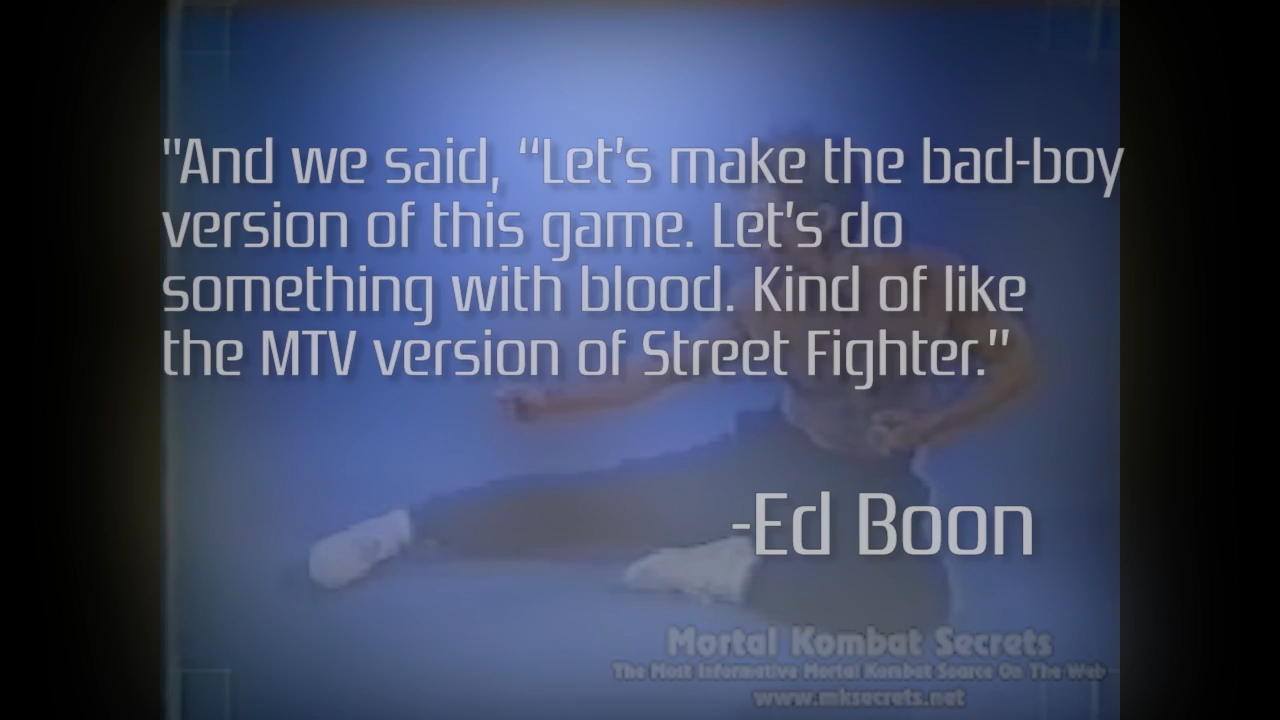 "And we said, “Let's make the bad-boy
version of this game. Let's do
something with blood. Kind of like
the MTV version of Street Fighter.”
-Ed Boon
Mortal Kombat Secrets
The Most Informative Mortal Kombat Source On The Web
www.mksecrets.net